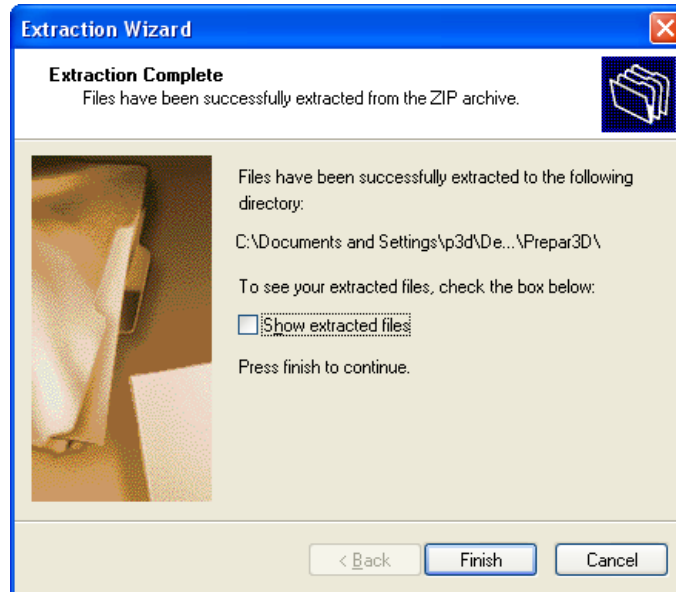 Extraction Wizard
Extraction Complete
Files have been successfully extracted from the ZIP archive.
Files have been successfully extracted to the following
directory:
C:\Documents and Settings\p3d\De...\Prepar3D\
To see your extracted files, check the box below:
Show extracted files
Press finish to continue.
< Back Finish Cancel